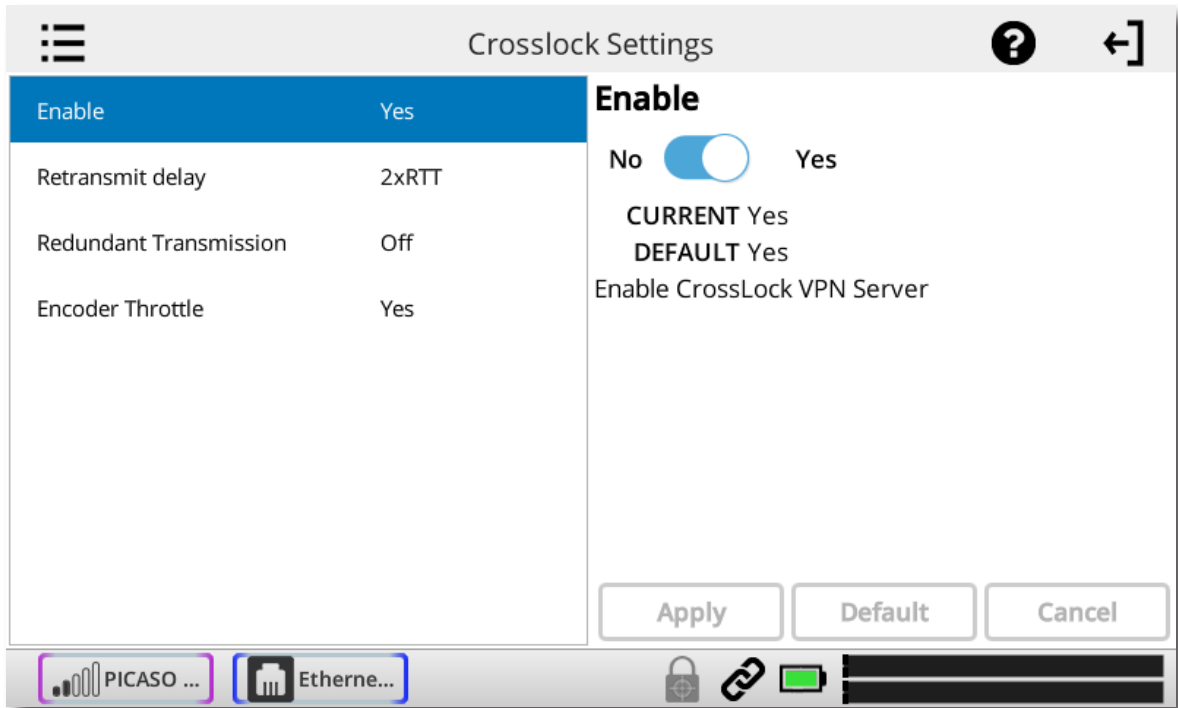 Crosslock Settings
Enable Yes
Retransmit delay 2xRTT
Redundant Transmission Off
Encoder Throttle Yes
Enable
No Yes
CURRENT Yes
DEFAULT Yes
Enable CrossLock VPN Server
Apply Default Cancel
PICASO ... Etherne...